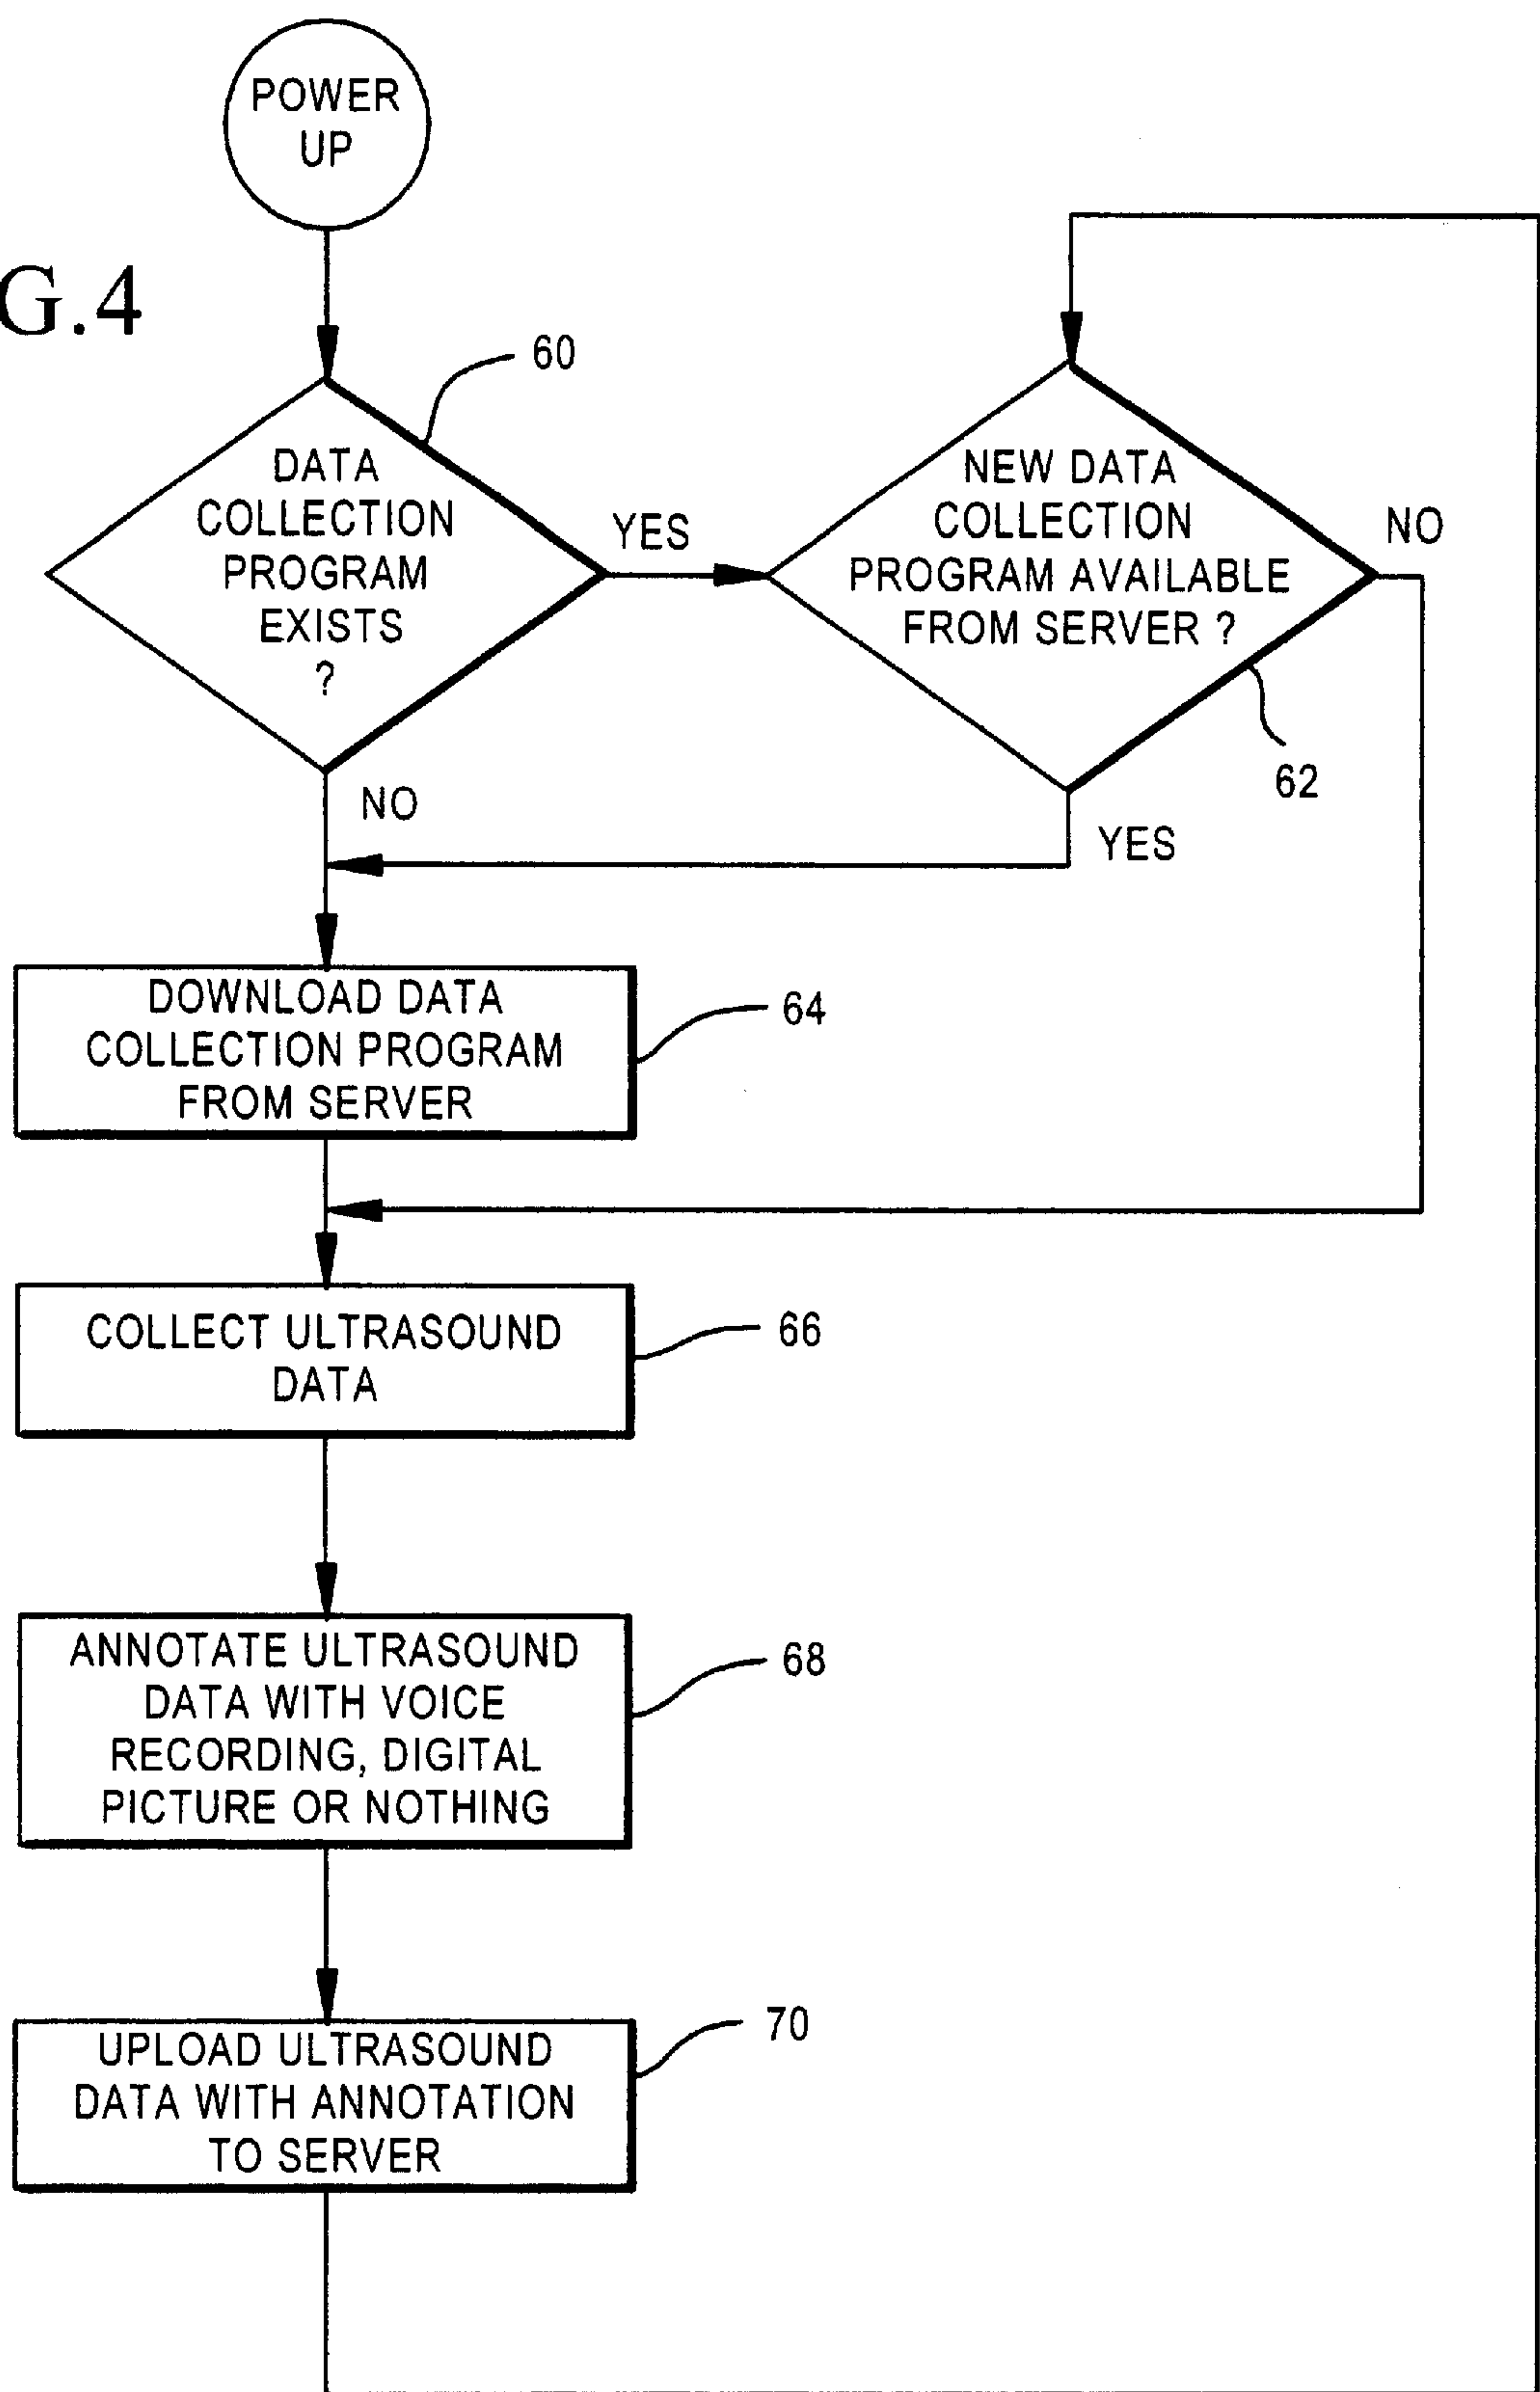 POWER
UP
G.4
60
DATA
COLLECTION
PROGRAM
EXISTS
?
YES
NEW DATA
COLLECTION
PROGRAM AVAILABLE
FROM SERVER ?
NO
62
NO
YES
DOWNLOAD DATA
COLLECTION PROGRAM
FROM SERVER
64
COLLECT ULTRASOUND
DATA
66
ANNOTATE ULTRASOUND
DATA WITH VOICE
RECORDING, DIGITAL
PICTURE OR NOTHING
68
UPLOAD ULTRASOUND
DATA WITH ANNOTATION
TO SERVER
70